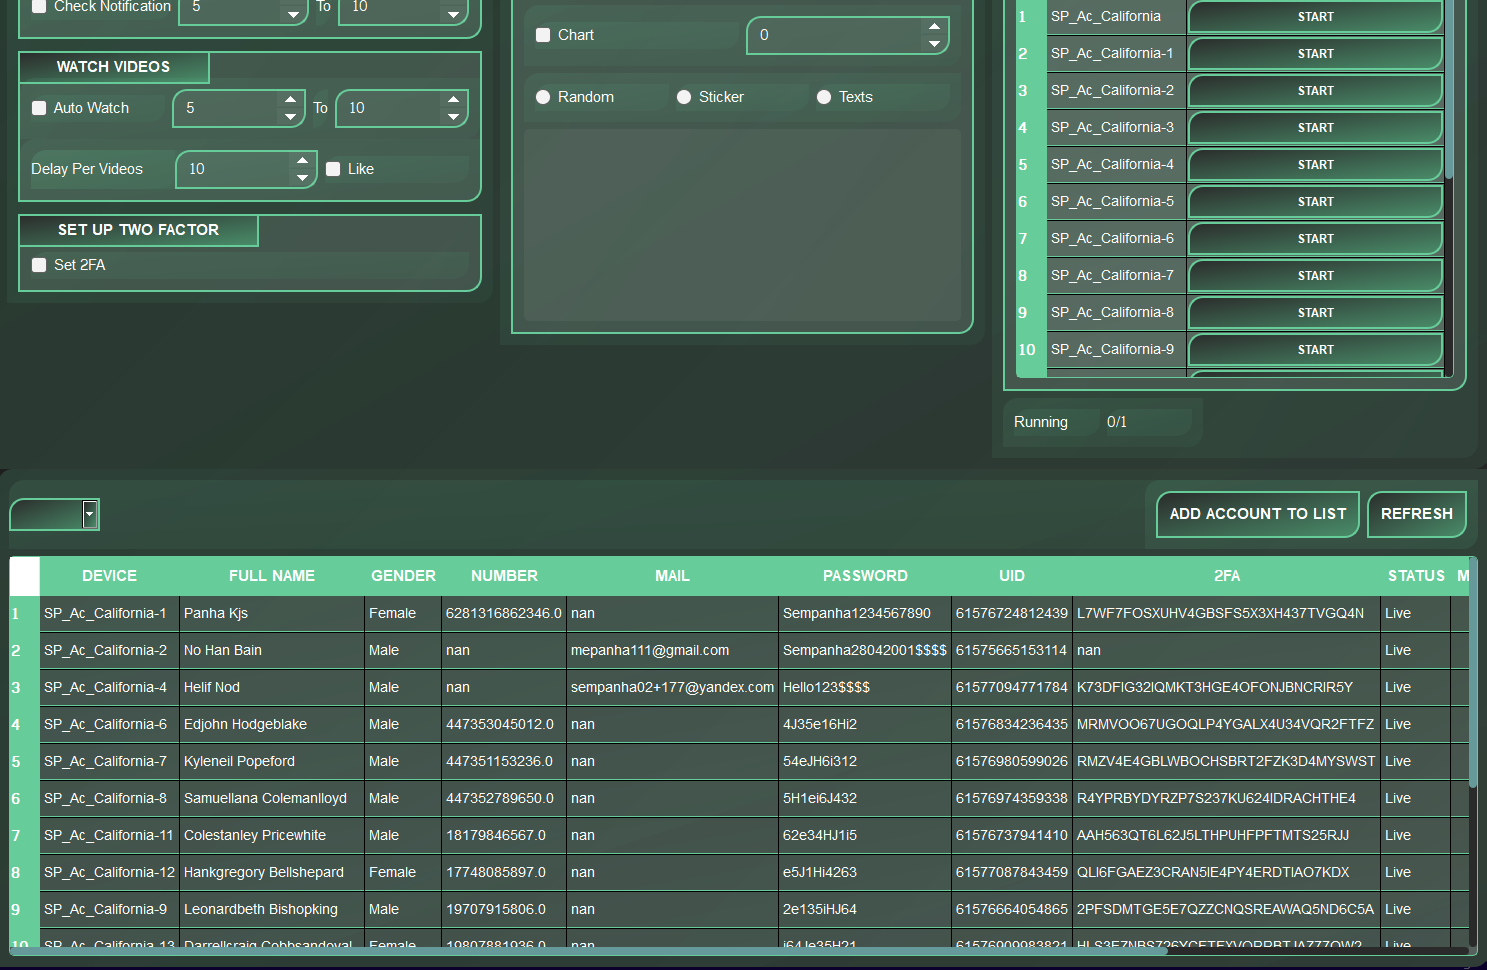 Check Notification 5 To 10
WATCH VIDEOS
Auto Watch 5 To 10
Delay Per Videos 10 Like
SET UP TWO FACTOR
Set 2FA
Chart 0
Random Sticker Texts
1 SP_Ac_California START
2 SP_Ac_California-1 START
3 SP_Ac_California-2 START
4 SP_Ac_California-3 START
5 SP_Ac_California-4 START
6 SP_Ac_California-5 START
7 SP_Ac_California-6 START
8 SP_Ac_California-7 START
9 SP_Ac_California-8 START
10 SP_Ac_California-9 START
Running 0/1
ADD ACCOUNT TO LIST REFRESH
DEVICE FULL NAME GENDER NUMBER MAIL PASSWORD UID 2FA STATUS M
1 SP_Ac_California-1 Panha Kjs Female 6281316862346.0 nan Sempanha1234567890 61576724812439 L7WF7FOSXUHV4GBSFS5X3XH437TVGQ4N Live
2 SP_Ac_California-2 No Han Bain Male nan mepanha111@gmail.com Sempanha28042001$$$$ 61575665153114 nan Live
3 SP_Ac_California-4 Helif Nod Male nan sempanha02+177@yandex.com Hello123$$$$ 61577094771784 K73DFIG32IQMKT3HGE4OFONJBNCRIR5Y Live
4 SP_Ac_California-6 Edjohn Hodgeblake Male 447353045012.0 nan 4J35e16Hi2 61576834236435 MRMVOO67UGOQLP4YGALX4U34VQR2FTFZ Live
5 SP_Ac_California-7 Kyleneil Popeford Male 447351153236.0 nan 54eJH6i312 61576980599026 RMZV4E4GBLWBOCHSBRT2FZK3D4MYSWST Live
6 SP_Ac_California-8 Samuellana Colemanlloyd Male 447352789650.0 nan 5H1ei6J432 61576974359338 R4YPRBYDYRZP7S237KU624IDRACHTHE4 Live
7 SP_Ac_California-11 Colestanley Pricewhite Male 18179846567.0 nan 62e34HJ1i5 61576737941410 AAH563QT6L62J5LTHPUHFPFTMTS25RJJ Live
8 SP_Ac_California-12 Hankgregory Bellshepard Female 17748085897.0 nan e5J1Hi4263 61577087843459 QLI6FGAEZ3CRAN5IE4PY4ERDTIAO7KDX Live
9 SP_Ac_California-9 Leonardbeth Bishopking Male 19707915806.0 nan 2e135iHJ64 61576664054865 2PFSDMTGE5E7QZZCNQSREAWAQ5ND6C5A Live
10 SP_Ac_California-13 Darrellcraig Cobbsandoval Female 19807881936.0 nan i64Je35H21 61576909983821 Live